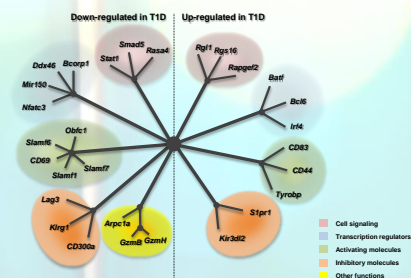 Down-regulated in T1D
Up-regulated in T1D
Smad5
Rasa4
Stat1
Rgl1
Rgs16
Rapgef2
Ddx46
Bcorp1
Mir150
Nfatc3
Batf
Bcl6
Irf4
Obfc1
Slamf6
CD69
Slamf7
Slamf1
CD83
CD44
Tyrobp
Lag3
Klrg1
CD300a
Arpc1a
GzmB
GzmH
S1pr1
Kir3dl2
Cell signaling
Transcription regulators
Activating molecules
Inhibitory molecules
Other functions